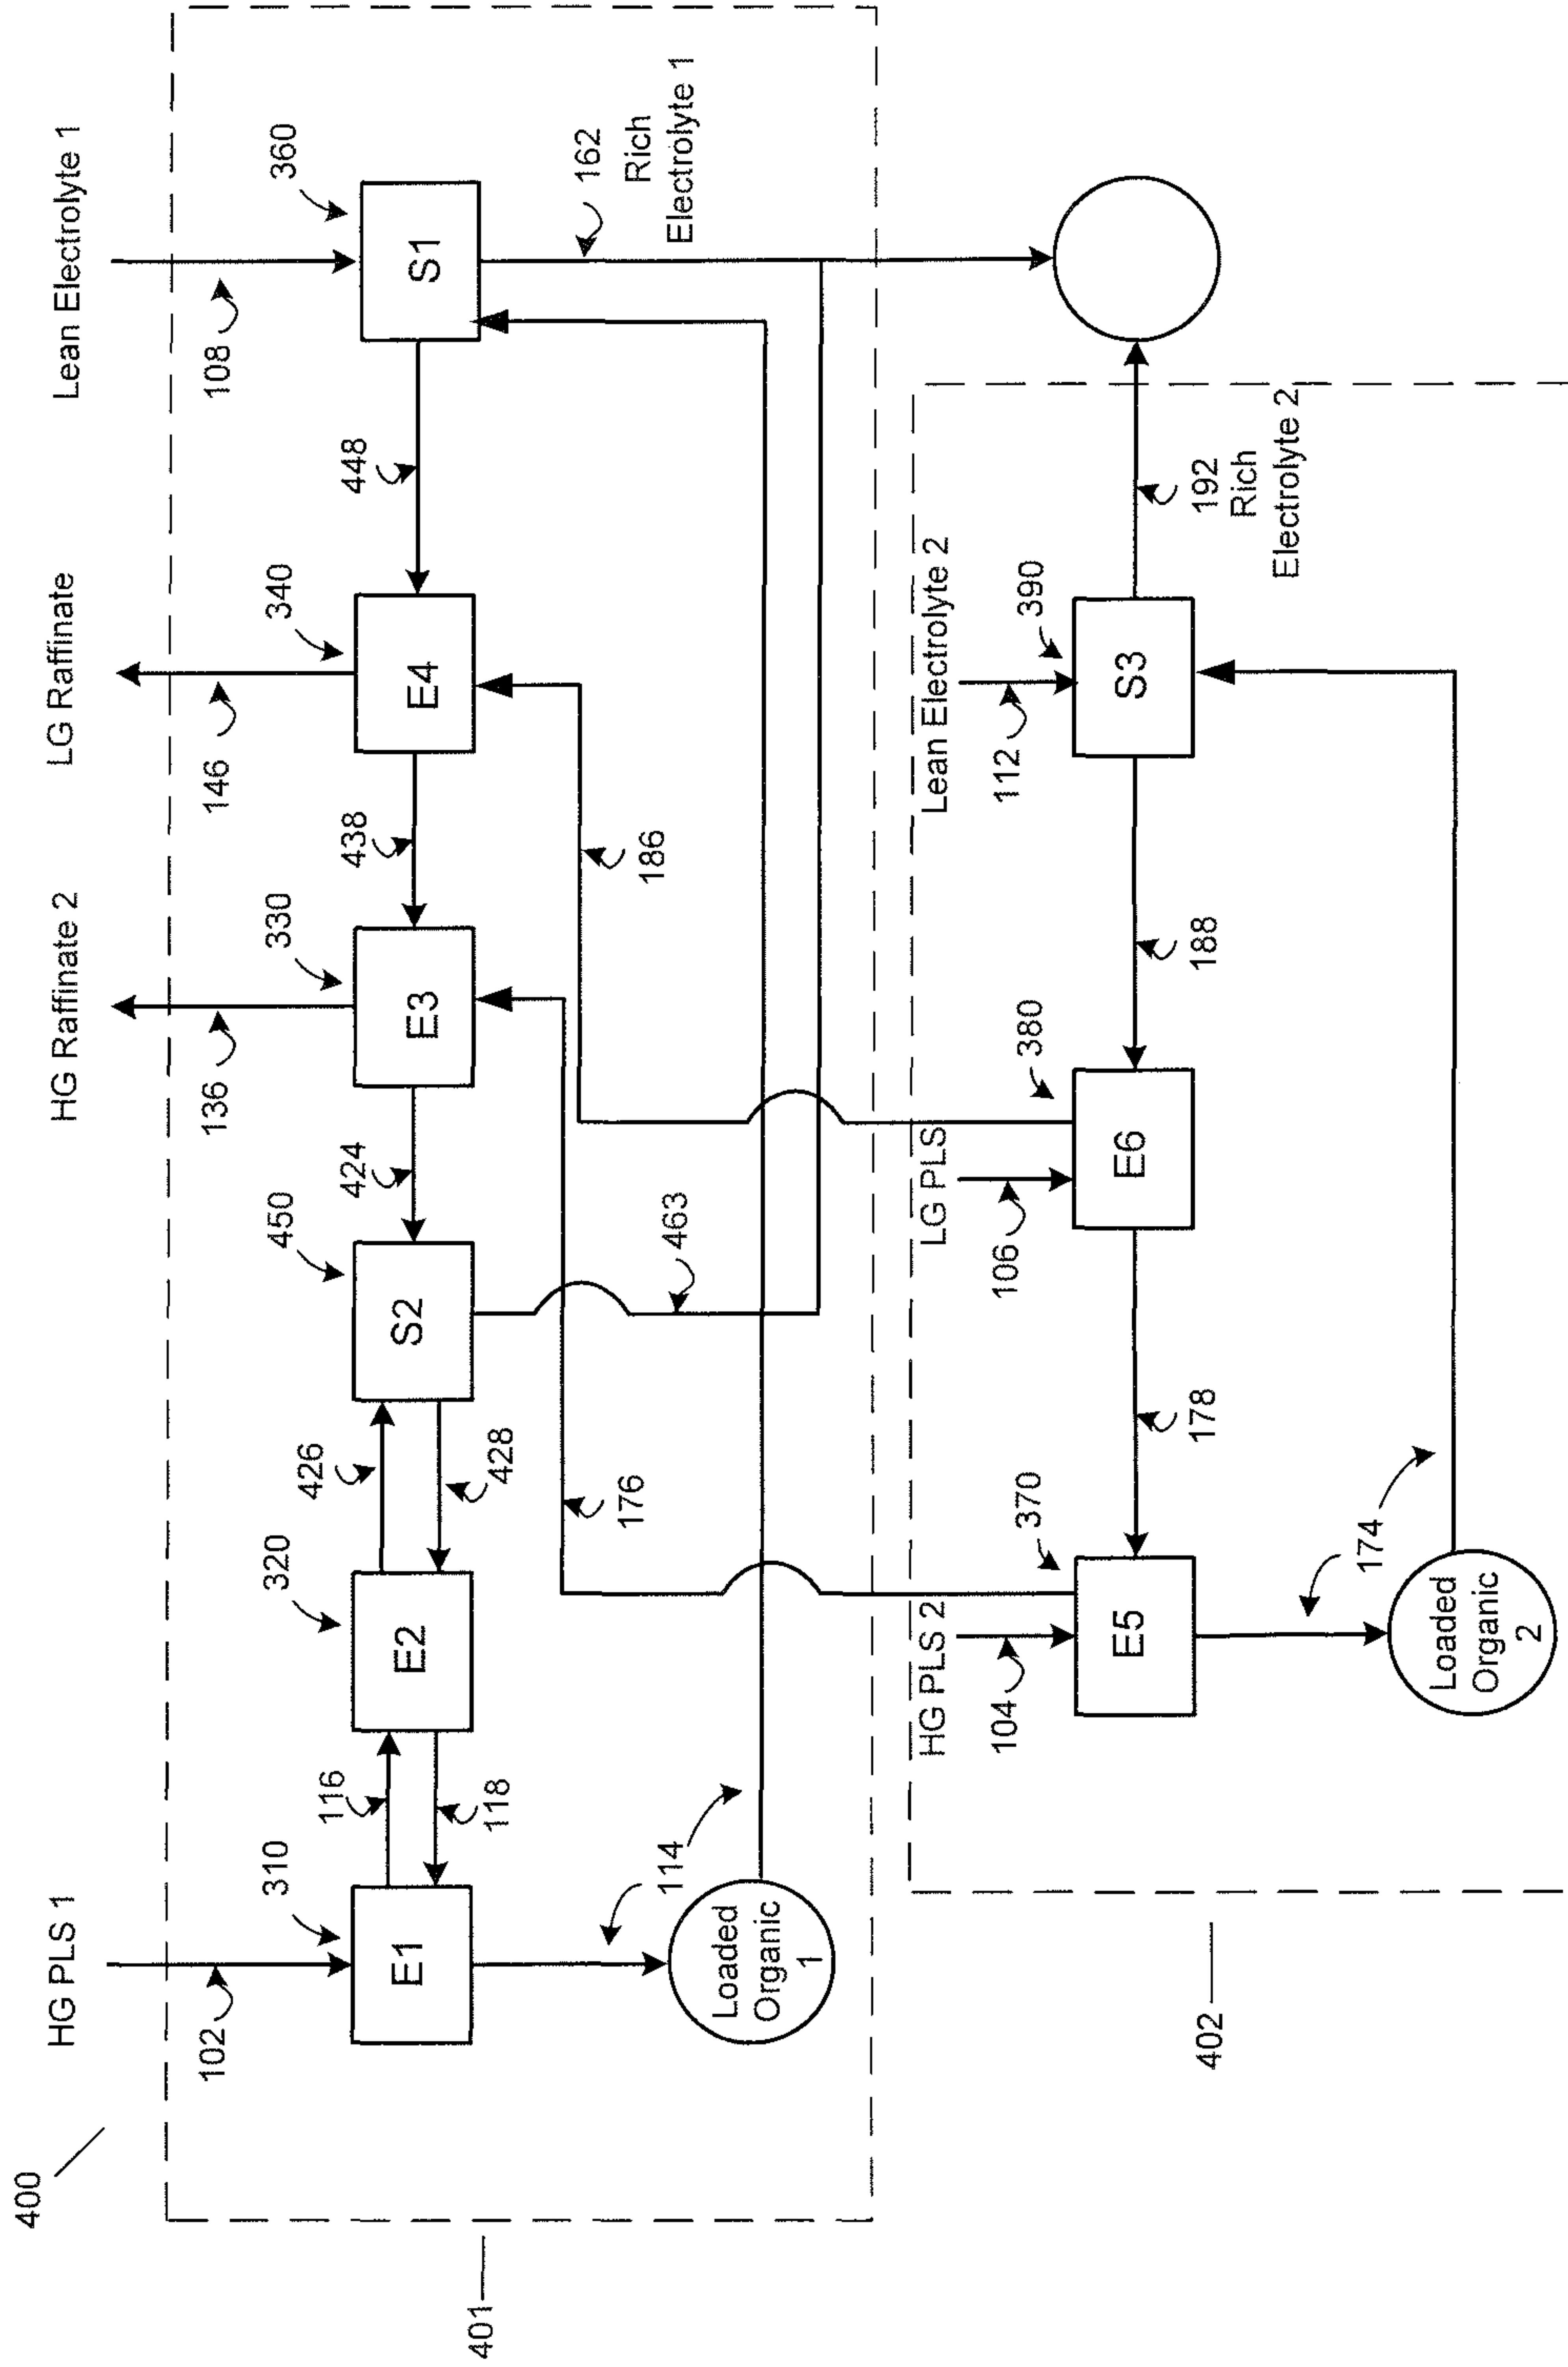 400
HG PLS 1
HG Raffinate 2
LG Raffinate
Lean Electrolyte 1
102
136
146
108
310
320
450
330
340
360
E1
E2
S2
E3
E4
S1
116
118
426
428
424
438
448
162
Rich
Electrolyte 1
114
Loaded
Organic
1
176
463
186
401
HG PLS 2
LG PLS
Lean Electrolyte 2
104
106
112
370
380
390
E5
E6
S3
178
188
192
Rich
Electrolyte 2
174
Loaded
Organic
2
402